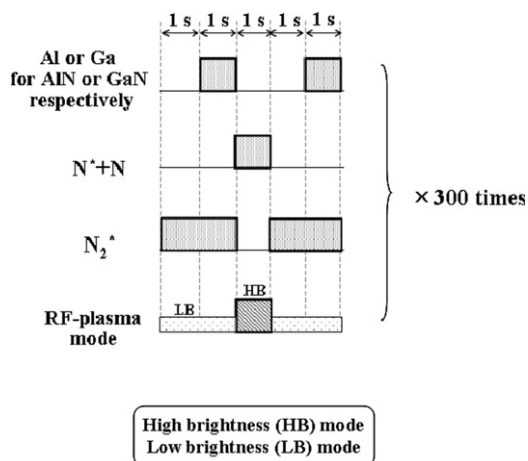 1 s 1 s 1 s 1 s 1 s
Al or Ga
for AlN or GaN
respectively
N*+N
× 300 times
N₂*
HB
LB
RF-plasma
mode
High brightness (HB) mode
Low brightness (LB) mode